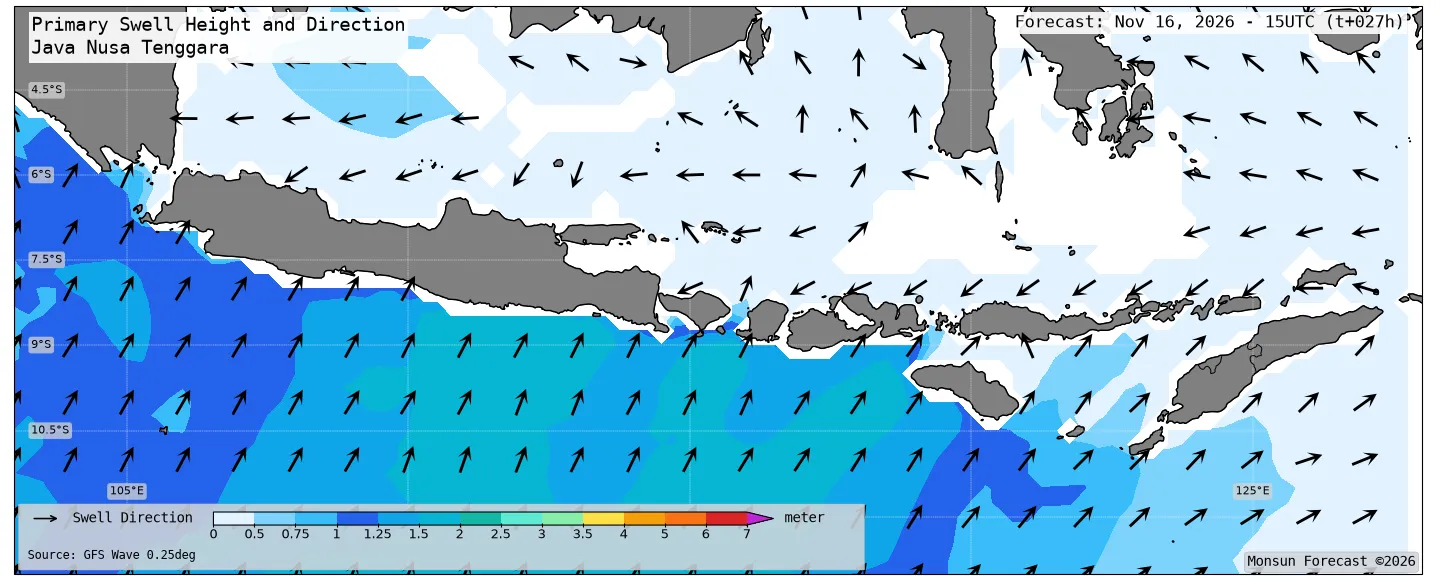 Primary Swell Height and Direction
Java Nusa Tenggara
Forecast: Nov 16, 2026 - 15UTC (t+027h)
4.5°S
6°S
7.5°S
9°S
10.5°S
105°E
125°E
Swell Direction
0 0.5 0.75 1 1.25 1.5 2 2.5 3 3.5 4 5 6 7
meter
Source: GFS Wave 0.25deg
Monsun Forecast ©2026